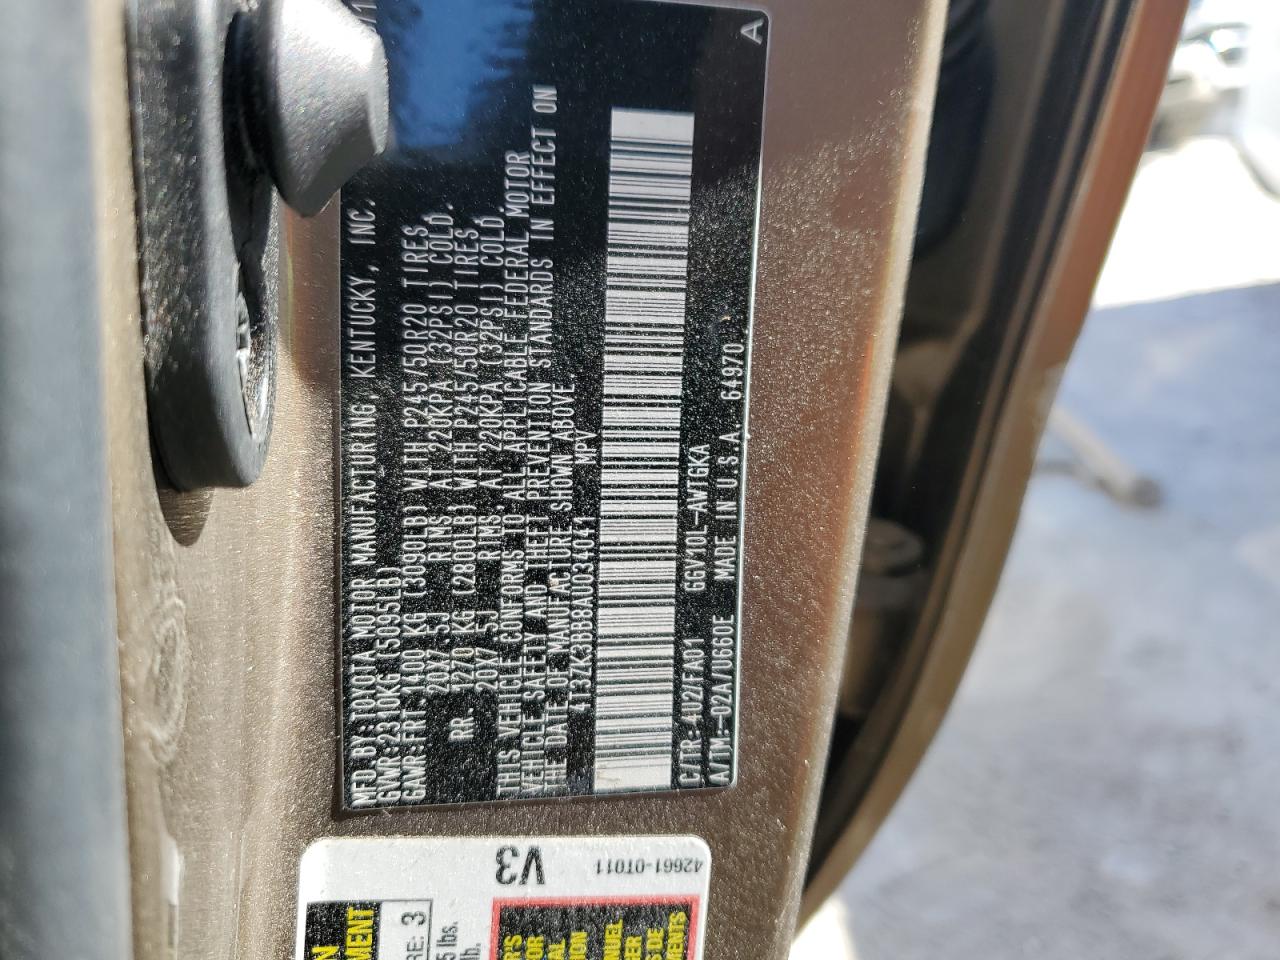 MFD.BY:TOYOTA MOTOR MANUFACTURING, KENTUCKY, INC.
GVWR:2310KG(5095LB)
GAWR:FRT. 1400 KG (3090LB) WITH P245/50R20 TIRES,
20X7.5J RIMS, AT 220KPA (32PSI) COLD.
RR. 1270 KG (2800LB) WITH P245/50R20 TIRES
20X7.5J RIMS, AT 220KPA (32PSI) COLD.
THIS VEHICLE CONFORMS TO ALL APPLICABLE FEDERAL MOTOR
VEHICLE SAFETY AND THEFT PREVENTION STANDARDS IN EFFECT ON
THE DATE OF MANUFACTURE SHOWN ABOVE.
4T3ZK3BB8AU034041 MPV
C/TR:4U2/FA01 GGV10L-AWTGKA
A/TM:-02A/U660E MADE IN U.S.A. 64970
A
V3
42661-0T011